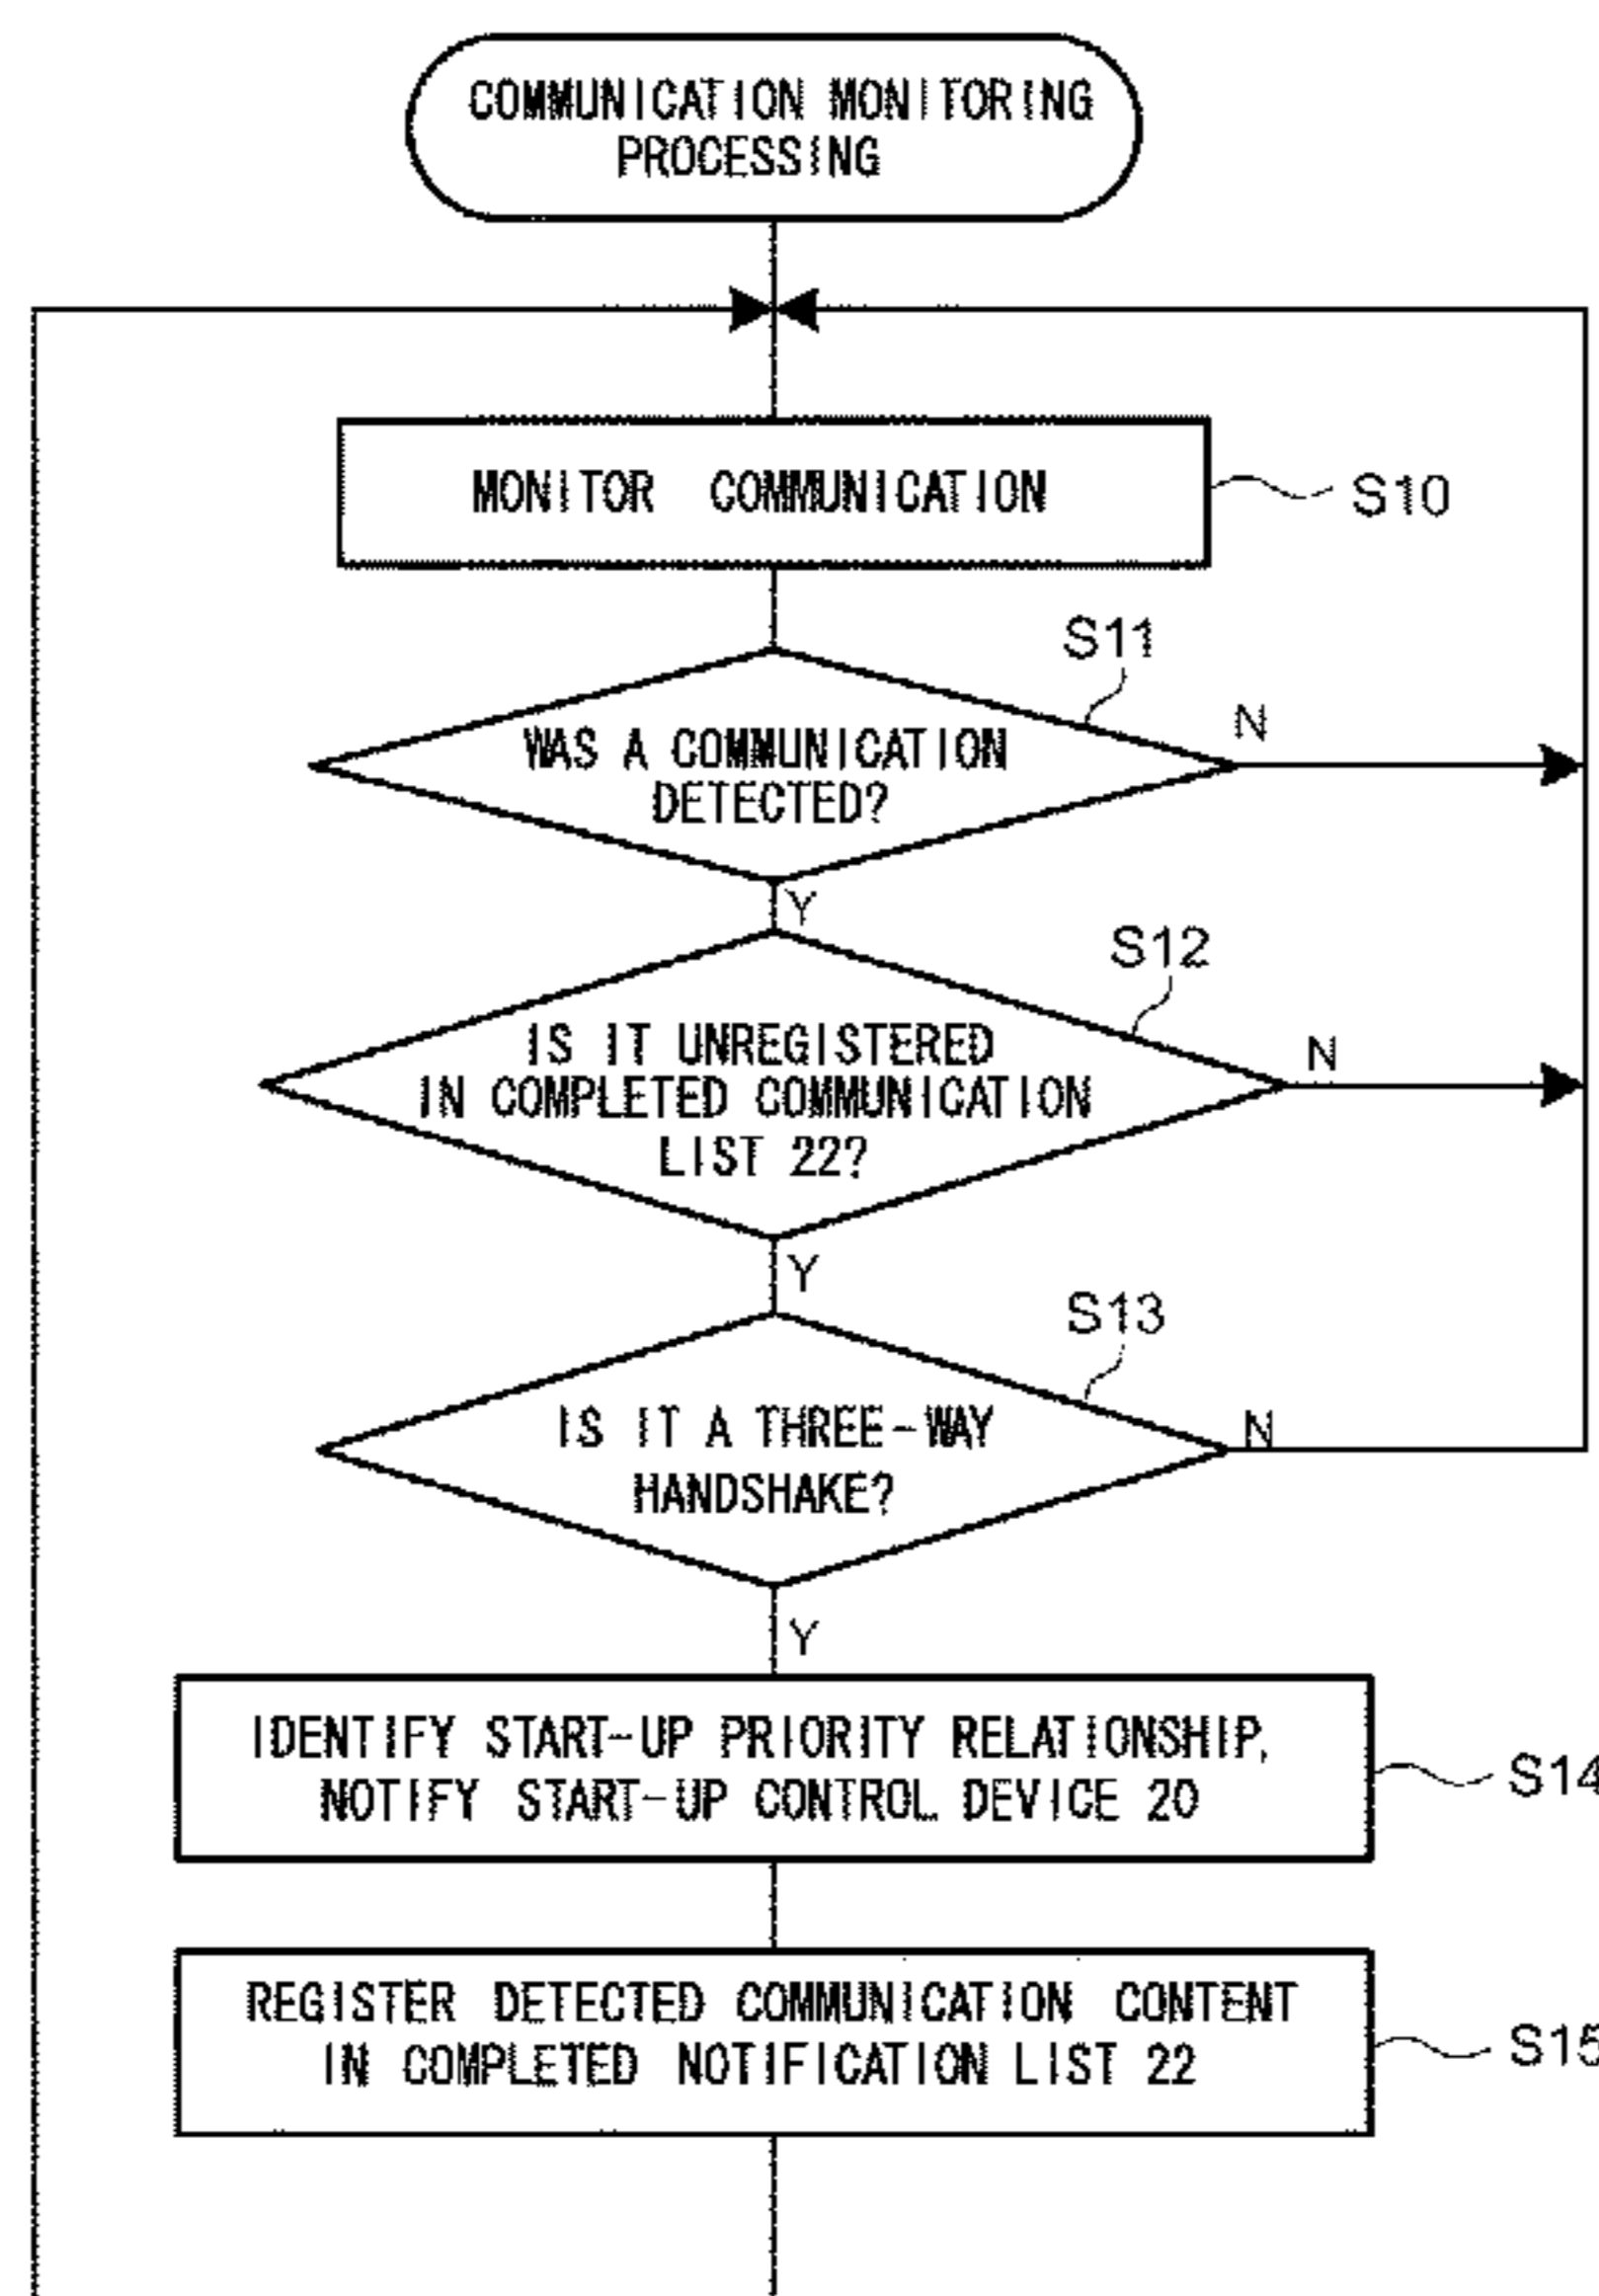 COMMUNICATION MONITORING
PROCESSING
MONITOR COMMUNICATION
S10
S11
WAS A COMMUNICATION
DETECTED?
N
Y
S12
IS IT UNREGISTERED
IN COMPLETED COMMUNICATION
LIST 22?
N
Y
S13
IS IT A THREE-WAY
HANDSHAKE?
N
Y
IDENTIFY START-UP PRIORITY RELATIONSHIP,
NOTIFY START-UP CONTROL DEVICE 20
S14
REGISTER DETECTED COMMUNICATION CONTENT
IN COMPLETED NOTIFICATION LIST 22
S15